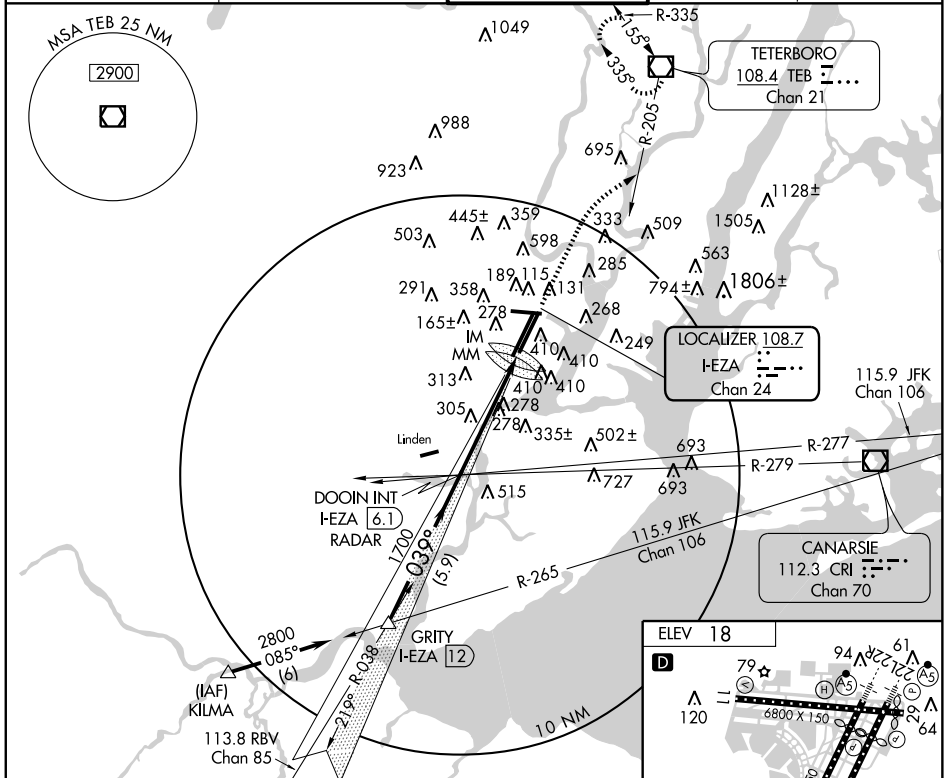 MSA TEB 25 NM
2900
1049
R-335
155°
335°
TETERBORO
108.4 TEB
Chan 21
R-205
988
923
695
1128±
1505
445±
359
333
509
503
598
285
563
794±
1806±
189
115
131
291
358
165±
278
268
249
IM
MM
410
410
410
410
LOCALIZER 108.7
I-EZA
Chan 24
313
305
278
278
335±
502±
115.9 JFK
Chan 106
Linden
693
R-277
R-279
727
693
515
DOOIN INT
I-EZA 6.1
RADAR
1700
039°
(5.9)
115.9 JFK
Chan 106
R-265
CANARSIE
112.3 CRI
Chan 70
GRITY
I-EZA 12
2800
085°
(6)
(IAF)
KILMA
R-038
219°
113.8 RBV
Chan 85
10 NM
ELEV 18
D
79
94
61
22R
22L
A5
A5
H
V
P
P
11
29
6800 X 150
120
64